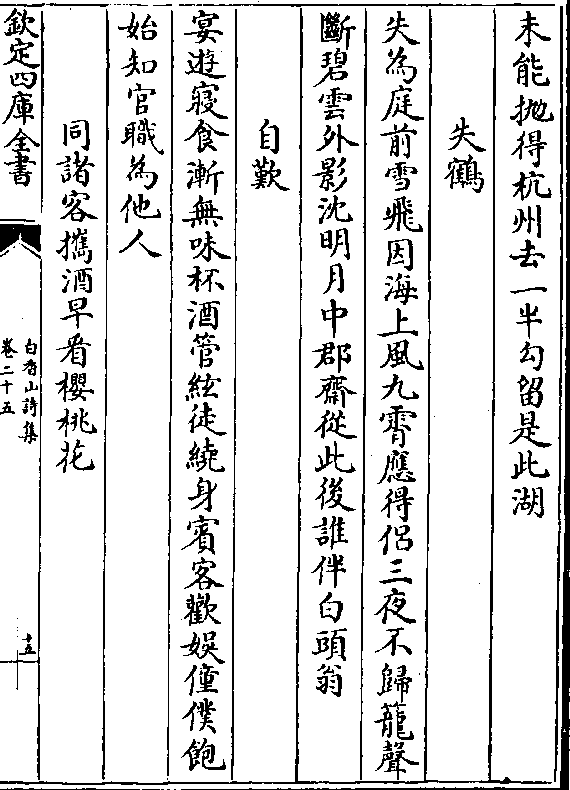 未能抛得杭州去一半勾留是此湖
失鶴
失為庭前雪飛因海上風九霄應得侣三夜不歸籠聲
斷碧雲外影沈明月中郡齋從此後誰伴白頭翁
自歎
宴遊寢食漸無味杯酒管絃徒繞身賓客歡娱僮僕飽
始知官職為他人
同諸客攜酒早看櫻桃花
欽定四庫全書
白香山詩集
卷二十五
十五